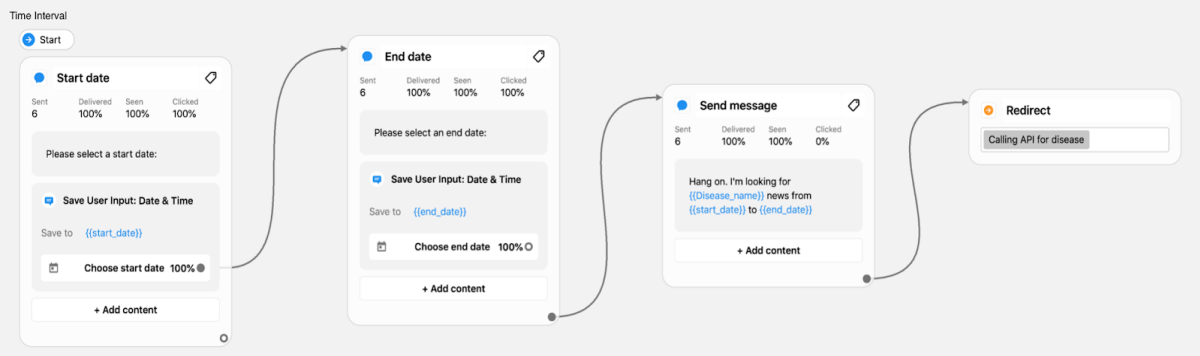 Time Interval
Start
Start date
Sent Delivered Seen Clicked
6 100% 100% 100%
Please select a start date:
Save User Input: Date & Time
Save to {{start_date}}
Choose start date 100%
+ Add content
End date
Sent Delivered Seen Clicked
6 100% 100% 100%
Please select an end date:
Save User Input: Date & Time
Save to {{end_date}}
Choose end date 100%
+ Add content
Send message
Sent Delivered Seen Clicked
6 100% 100% 0%
Hang on. I'm looking for
{{Disease_name}} news from
{{start_date}} to {{end_date}}
+ Add content
Redirect
Calling API for disease